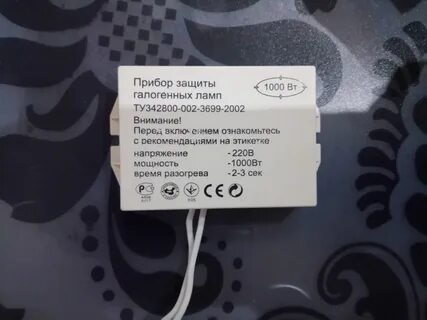 Прибор защиты
галогенных ламп
1000 Вт
ТУ342800-002-3699-2002
Внимание!
Перед включением ознакомьтесь
с рекомендациями на этикетке
напряжение -220В
мощность -1000Вт
время разогрева -2-3 сек